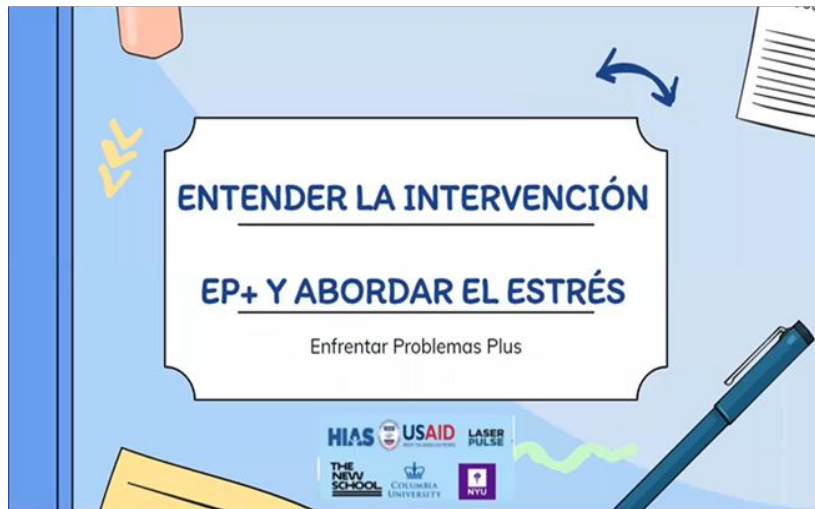 ENTENDER LA INTERVENCIÓN
EP+ Y ABORDAR EL ESTRÉS
Enfrentar Problemas Plus
HIAS USAID LASER PULSE
THE NEW SCHOOL COLUMBIA UNIVERSITY NYU